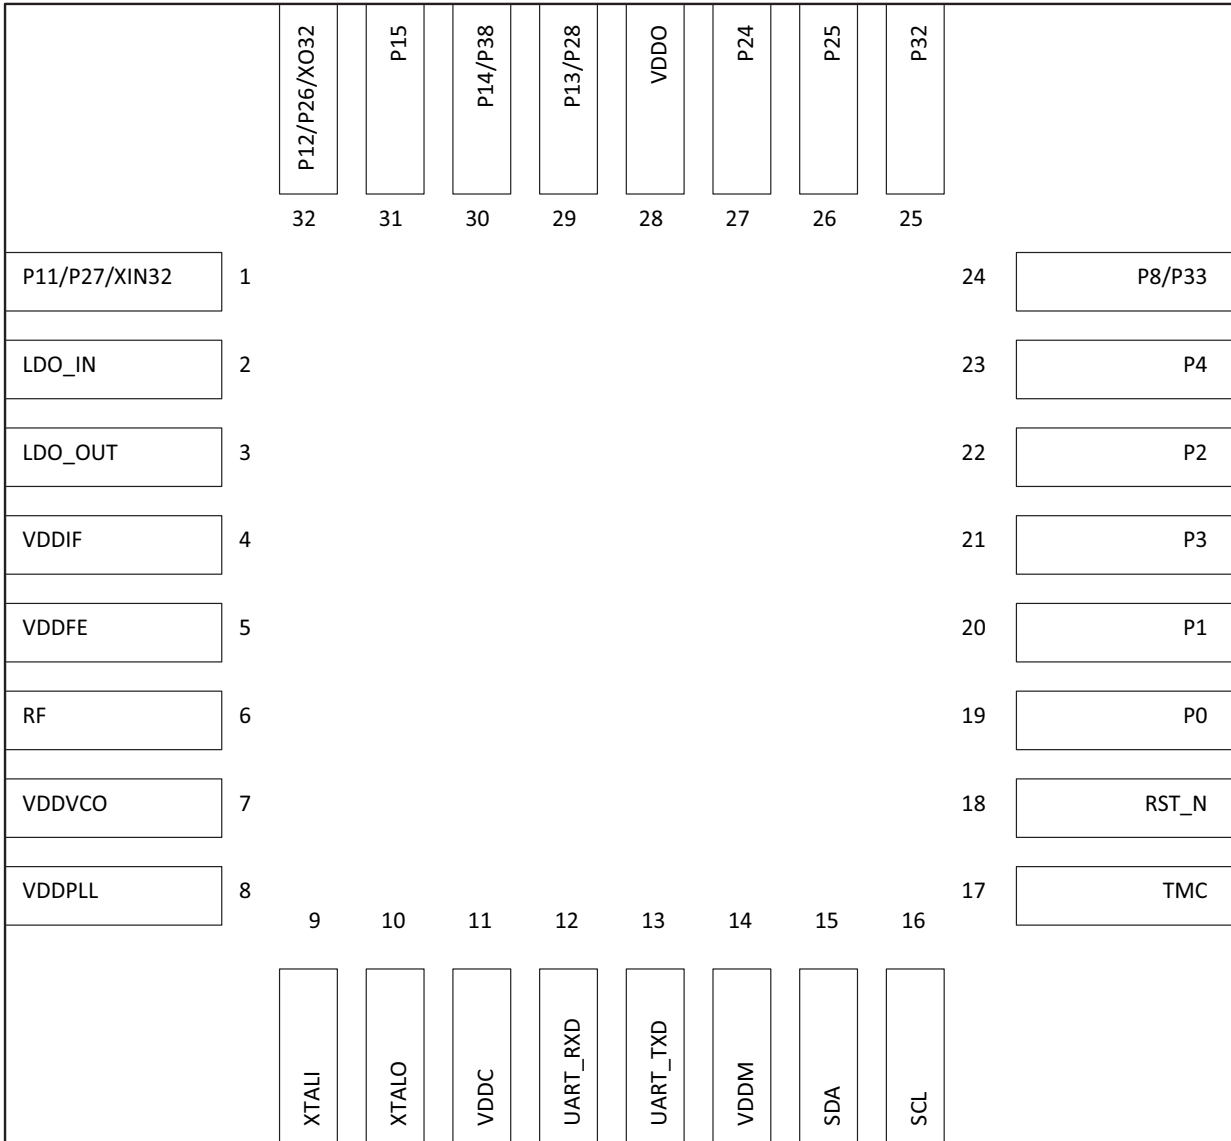 P12/P26/XO32
P15
P14/P38
P13/P28
VDDO
P24
P25
P32
32 31 30 29 28 27 26 25
P11/P27/XIN32 1 24 P8/P33
LDO_IN 2 23 P4
LDO_OUT 3 22 P2
VDDIF 4 21 P3
VDDFE 5 20 P1
RF 6 19 P0
VDDVCO 7 18 RST_N
VDDPLL 8 17 TMC
9 10 11 12 13 14 15 16
XTALI
XTALO
VDDC
UART_RXD
UART_TXD
VDDM
SDA
SCL